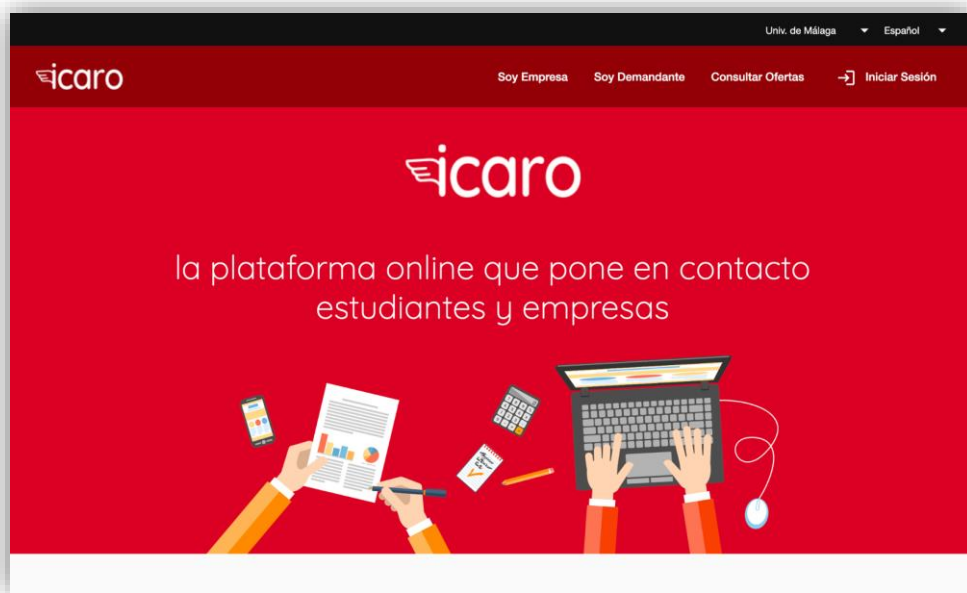 Univ. de Málaga Español
icaro Soy Empresa Soy Demandante Consultar Ofertas Iniciar Sesión
icaro
la plataforma online que pone en contacto
estudiantes y empresas